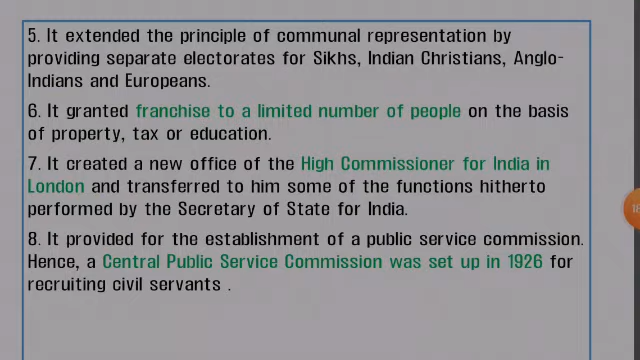 5. It extended the principle of communal representation by
providing separate electorates for Sikhs, Indian Christians, Anglo-
Indians and Europeans.
6. It granted franchise to a limited number of people on the basis
of property, tax or education.
7. It created a new office of the High Commissioner for India in
London and transferred to him some of the functions hitherto
performed by the Secretary of State for India.
8. It provided for the establishment of a public service commission.
Hence, a Central Public Service Commission was set up in 1926 for
recruiting civil servants .